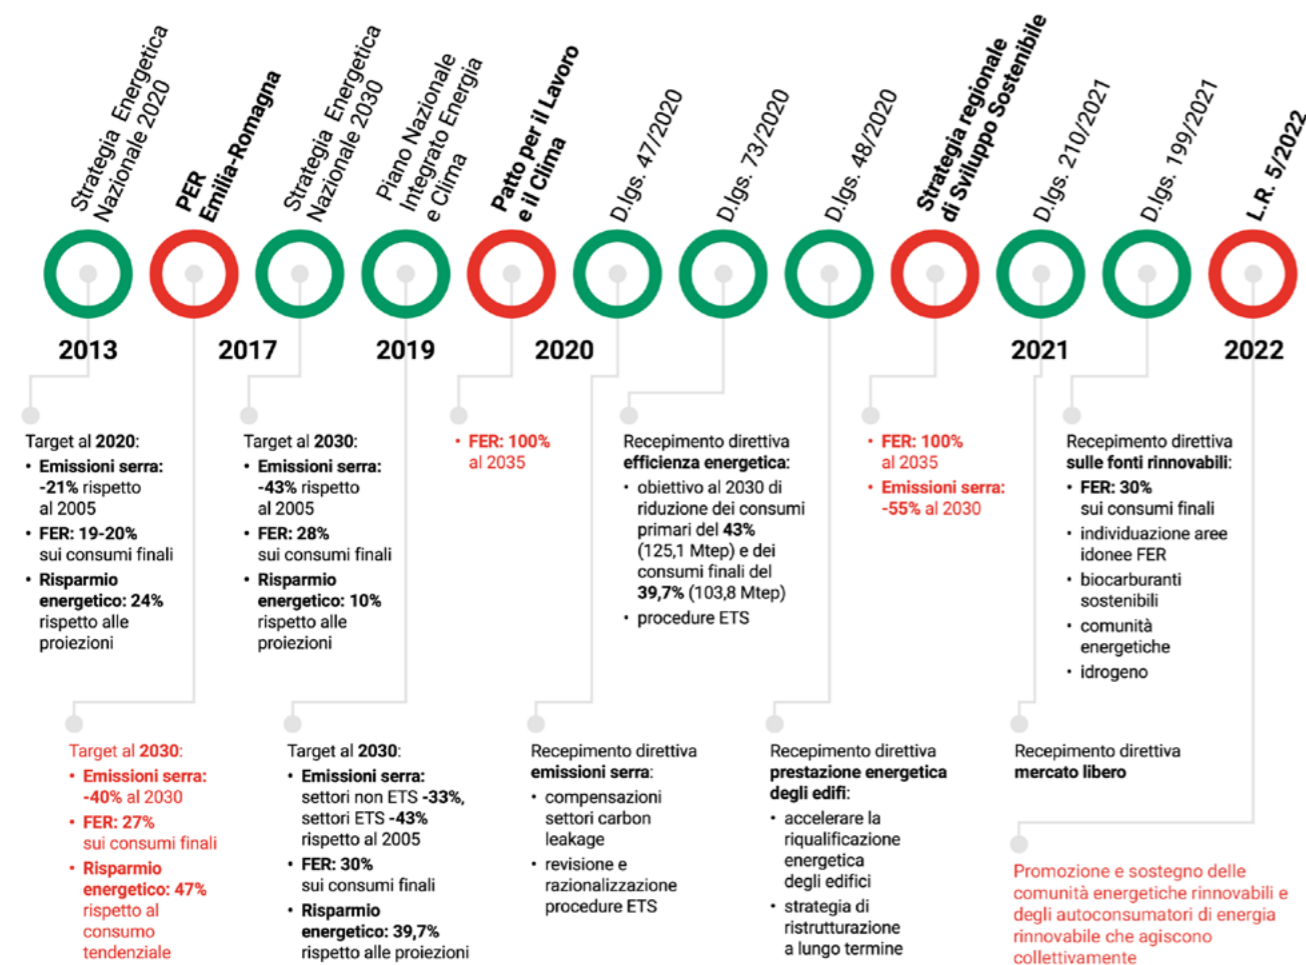 Strategia Energetica
Nazionale 2020
PER
Emilia-Romagna
Strategia Energetica
Nazionale 2030
Piano Nazionale
Integrato Energia
e Clima
Patto per il Lavoro
e il Clima
D.lgs. 47/2020
D.lgs. 73/2020
D.lgs. 48/2020
Strategia regionale
di Sviluppo Sostenibile
D.lgs. 210/2021
D.lgs. 199/2021
L.R. 5/2022
2013
2017
2019
2020
2021
2022
Target al 2020:
• Emissioni serra:
-21% rispetto
al 2005
• FER: 19-20%
sui consumi finali
• Risparmio
energetico: 24%
rispetto alle
proiezioni
Target al 2030:
• Emissioni serra:
-43% rispetto
al 2005
• FER: 28%
sui consumi finali
• Risparmio
energetico: 10%
rispetto alle
proiezioni
• FER: 100%
al 2035
Recepimento direttiva
efficienza energetica:
• obiettivo al 2030 di
riduzione dei consumi
primari del 43%
(125,1 Mtep) e dei
consumi finali del
39,7% (103,8 Mtep)
• procedure ETS
• FER: 100%
al 2035
• Emissioni serra:
-55% al 2030
Recepimento direttiva
sulle fonti rinnovabili:
• FER: 30%
sui consumi finali
• individuazione aree
idonee FER
• biocarburanti
sostenibili
• comunità
energetiche
• idrogeno
Target al 2030:
• Emissioni serra:
-40% al 2030
• FER: 27%
sui consumi finali
• Risparmio
energetico: 47%
rispetto al
consumo
tendenziale
Target al 2030:
• Emissioni serra:
settori non ETS -33%,
settori ETS -43%
rispetto al 2005
• FER: 30%
sui consumi finali
• Risparmio
energetico: 39,7%
rispetto alle proiezioni
Recepimento direttiva
emissioni serra:
• compensazioni
settori carbon
leakage
• revisione e
razionalizzazione
procedure ETS
Recepimento direttiva
prestazione energetica
degli edifi:
• accelerare la
riqualificazione
energetica
degli edifici
• strategia di
ristrutturazione
a lungo termine
Recepimento direttiva
mercato libero
Promozione e sostegno delle
comunità energetiche rinnovabili e
degli autoconsumatori di energia
rinnovabile che agiscono
collettivamente